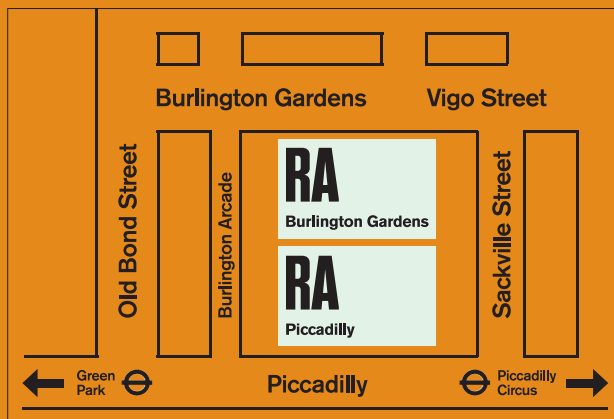 Burlington Gardens
Vigo Street
Old Bond Street
Burlington Arcade
RA
Burlington Gardens
RA
Piccadilly
Sackville Street
Green
Park
Piccadilly
Piccadilly
Circus